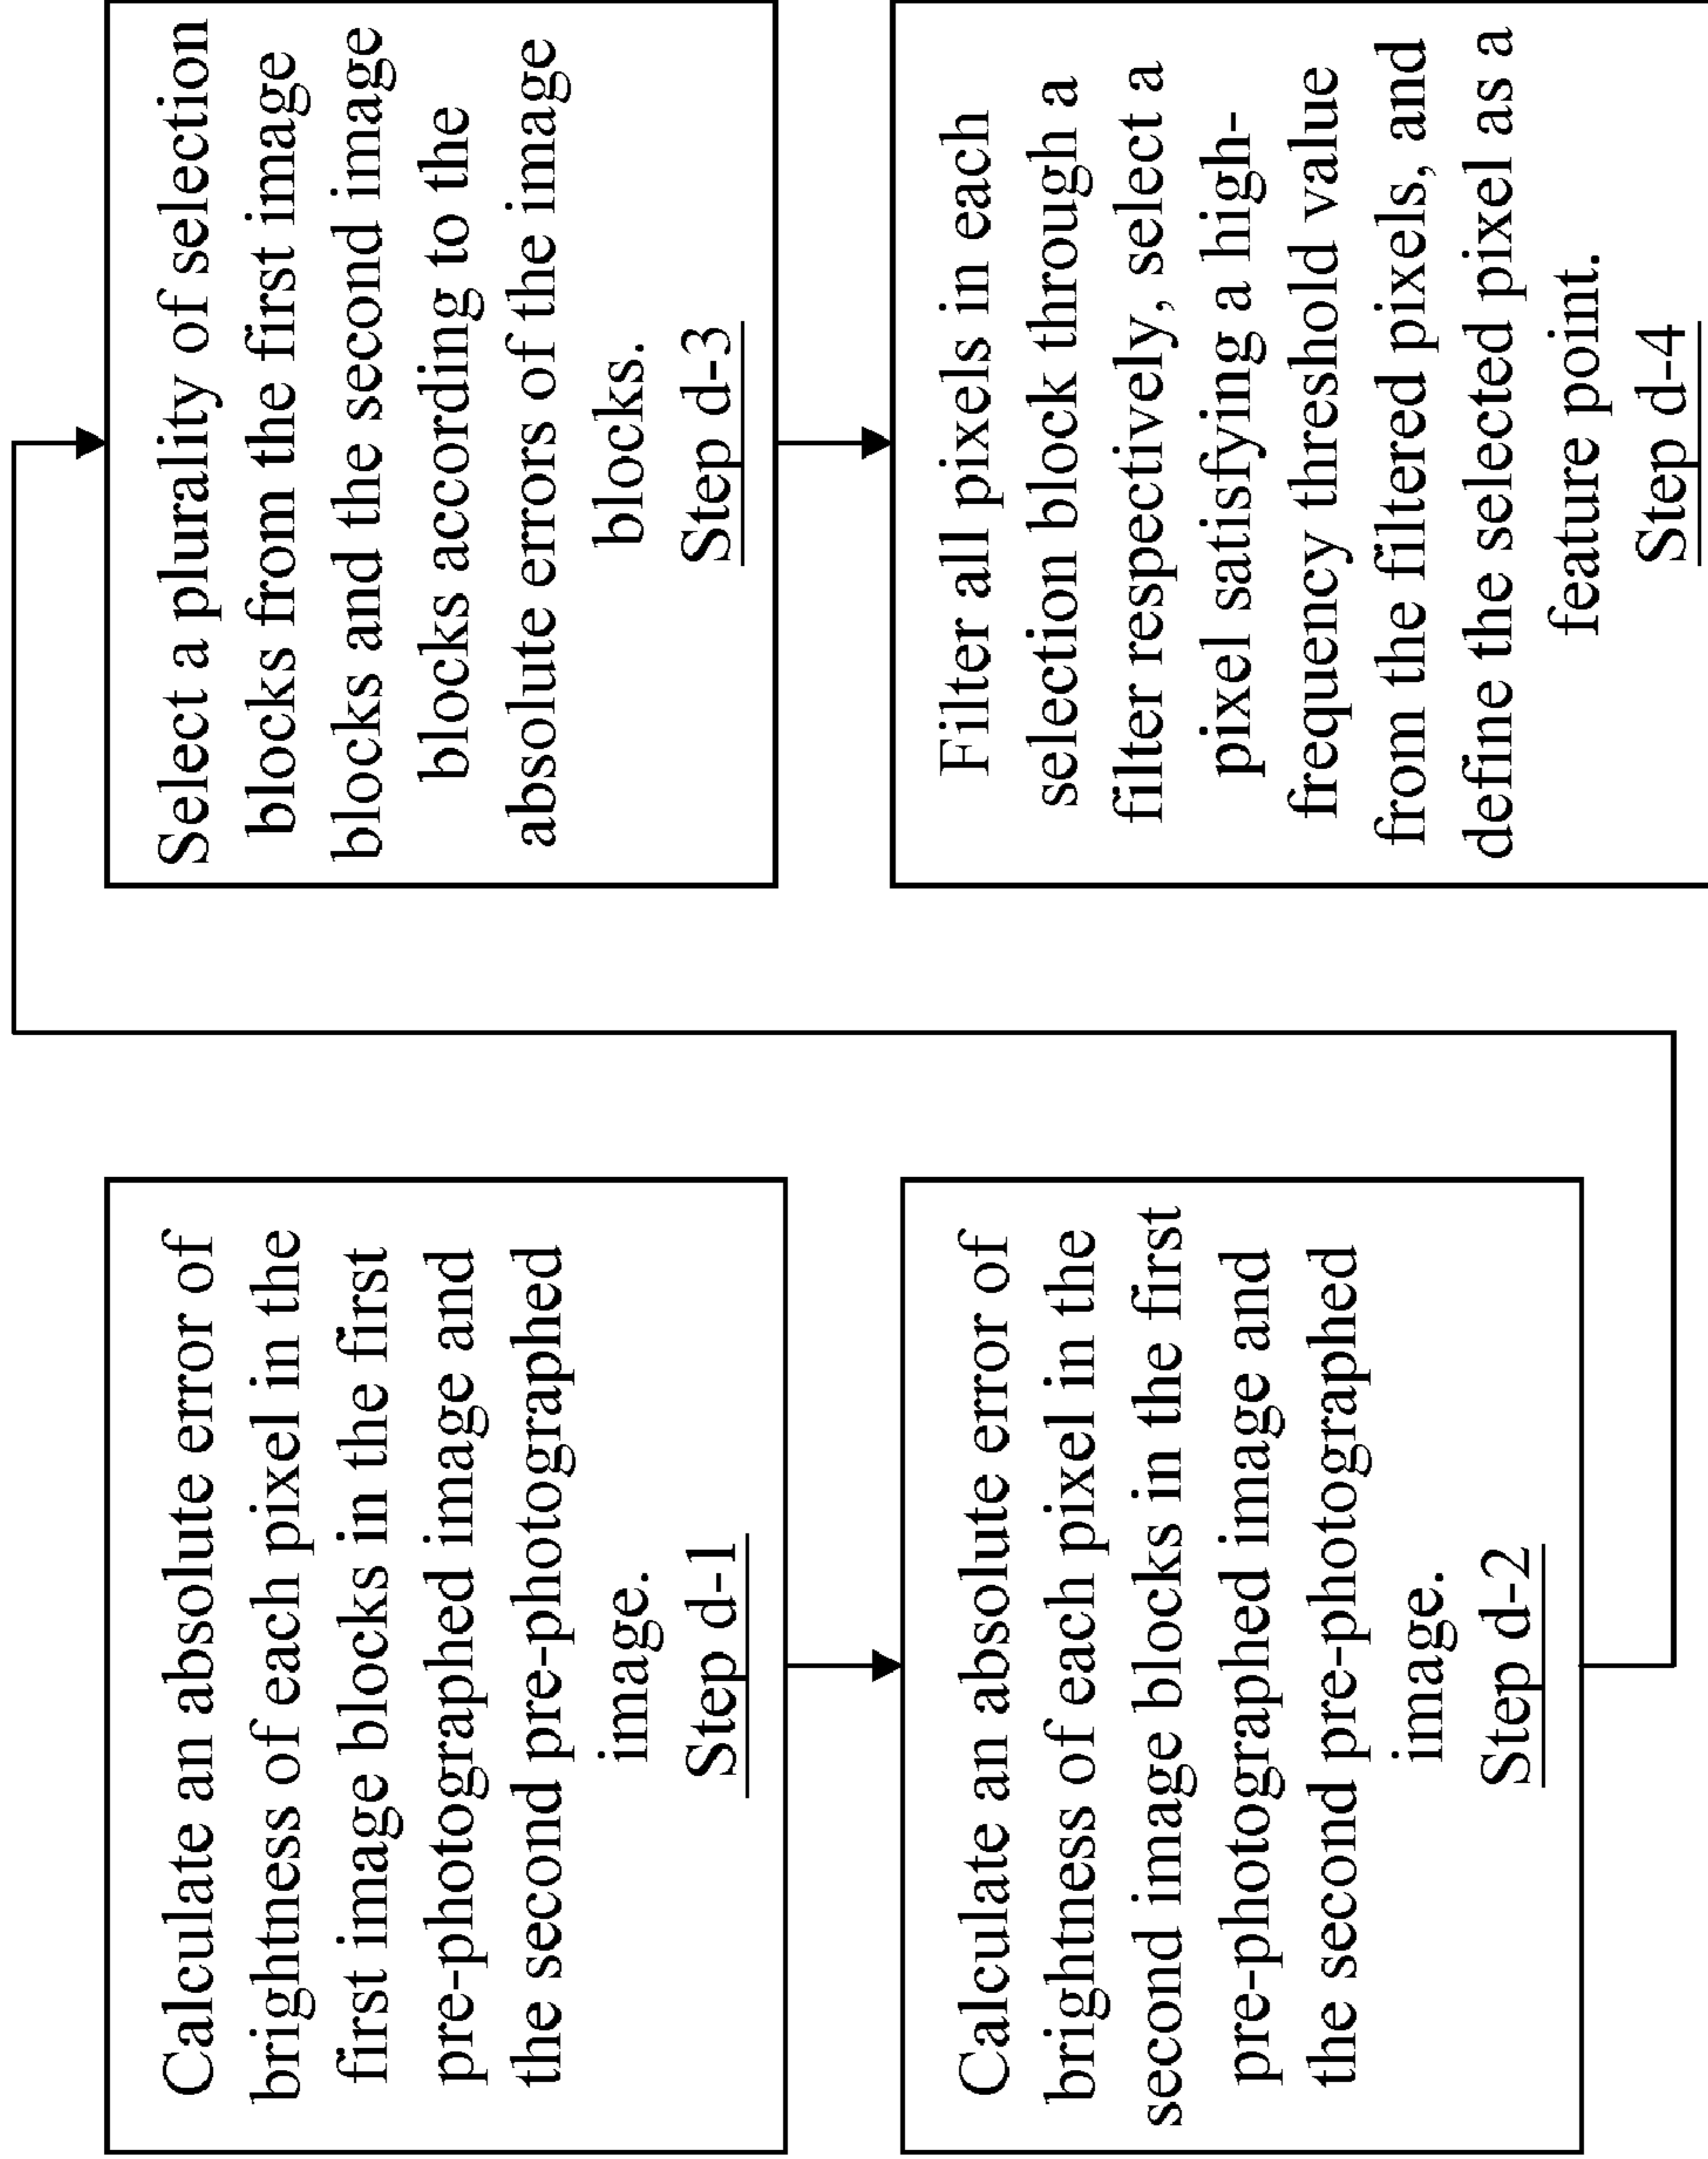 Calculate an absolute error of
brightness of each pixel in the
first image blocks in the first
pre-photographed image and
the second pre-photographed
image.
Step d-1
Calculate an absolute error of
brightness of each pixel in the
second image blocks in the first
pre-photographed image and
the second pre-photographed
image.
Step d-2
Select a plurality of selection
blocks from the first image
blocks and the second image
blocks according to the
absolute errors of the image
blocks.
Step d-3
Filter all pixels in each
selection block through a
filter respectively, select a
pixel satisfying a high-
frequency threshold value
from the filtered pixels, and
define the selected pixel as a
feature point.
Step d-4